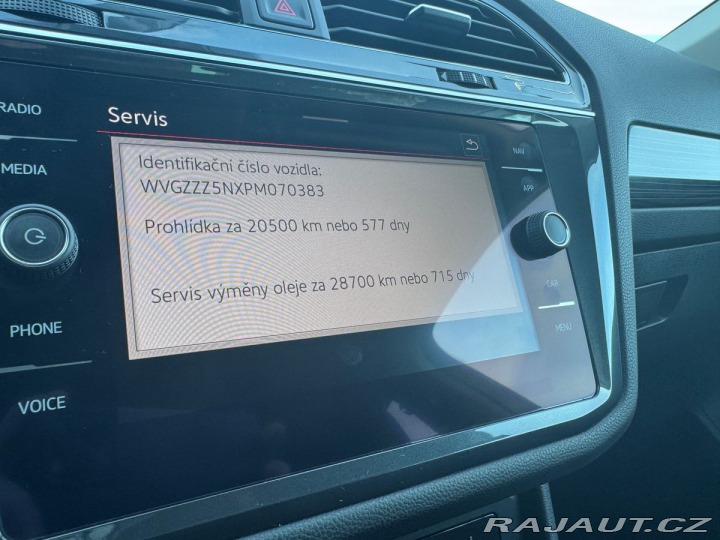 RADIO
MEDIA
PHONE
VOICE
Servis
Identifikační číslo vozidla:
WVGZZZ5NXPM070383
Prohlídka za 20500 km nebo 577 dny
Servis výměny oleje za 28700 km nebo 715 dny
NAV
APP
CAR
MENU
RAJAUT.CZ